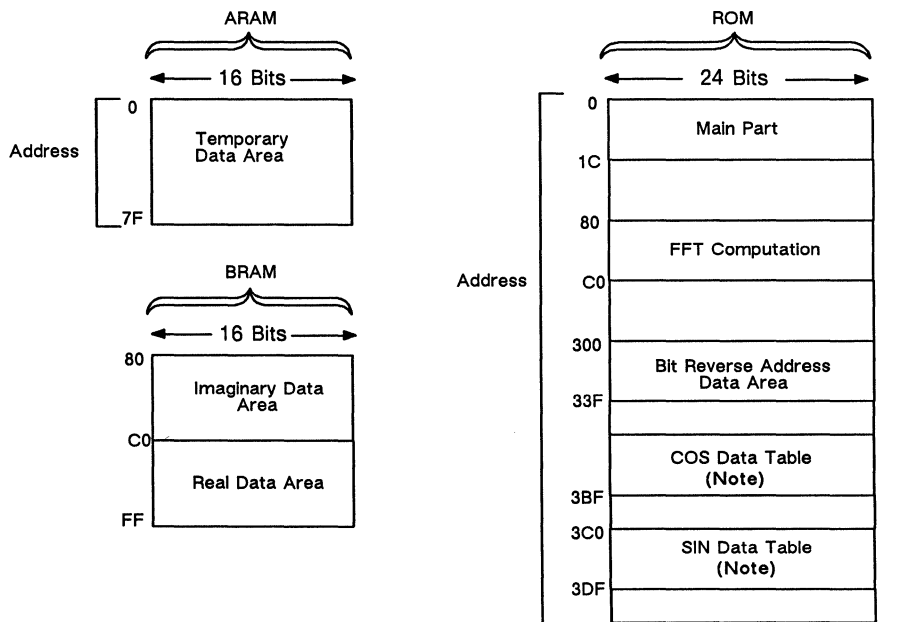 ARAM
16 Bits
0
Address
Temporary
Data Area
7F
BRAM
16 Bits
80
Imaginary Data
Area
C0
Real Data Area
FF
ROM
24 Bits
0
Main Part
1C
80
FFT Computation
C0
Address
300
Bit Reverse Address
Data Area
33F
COS Data Table
(Note)
3BF
3C0
SIN Data Table
(Note)
3DF